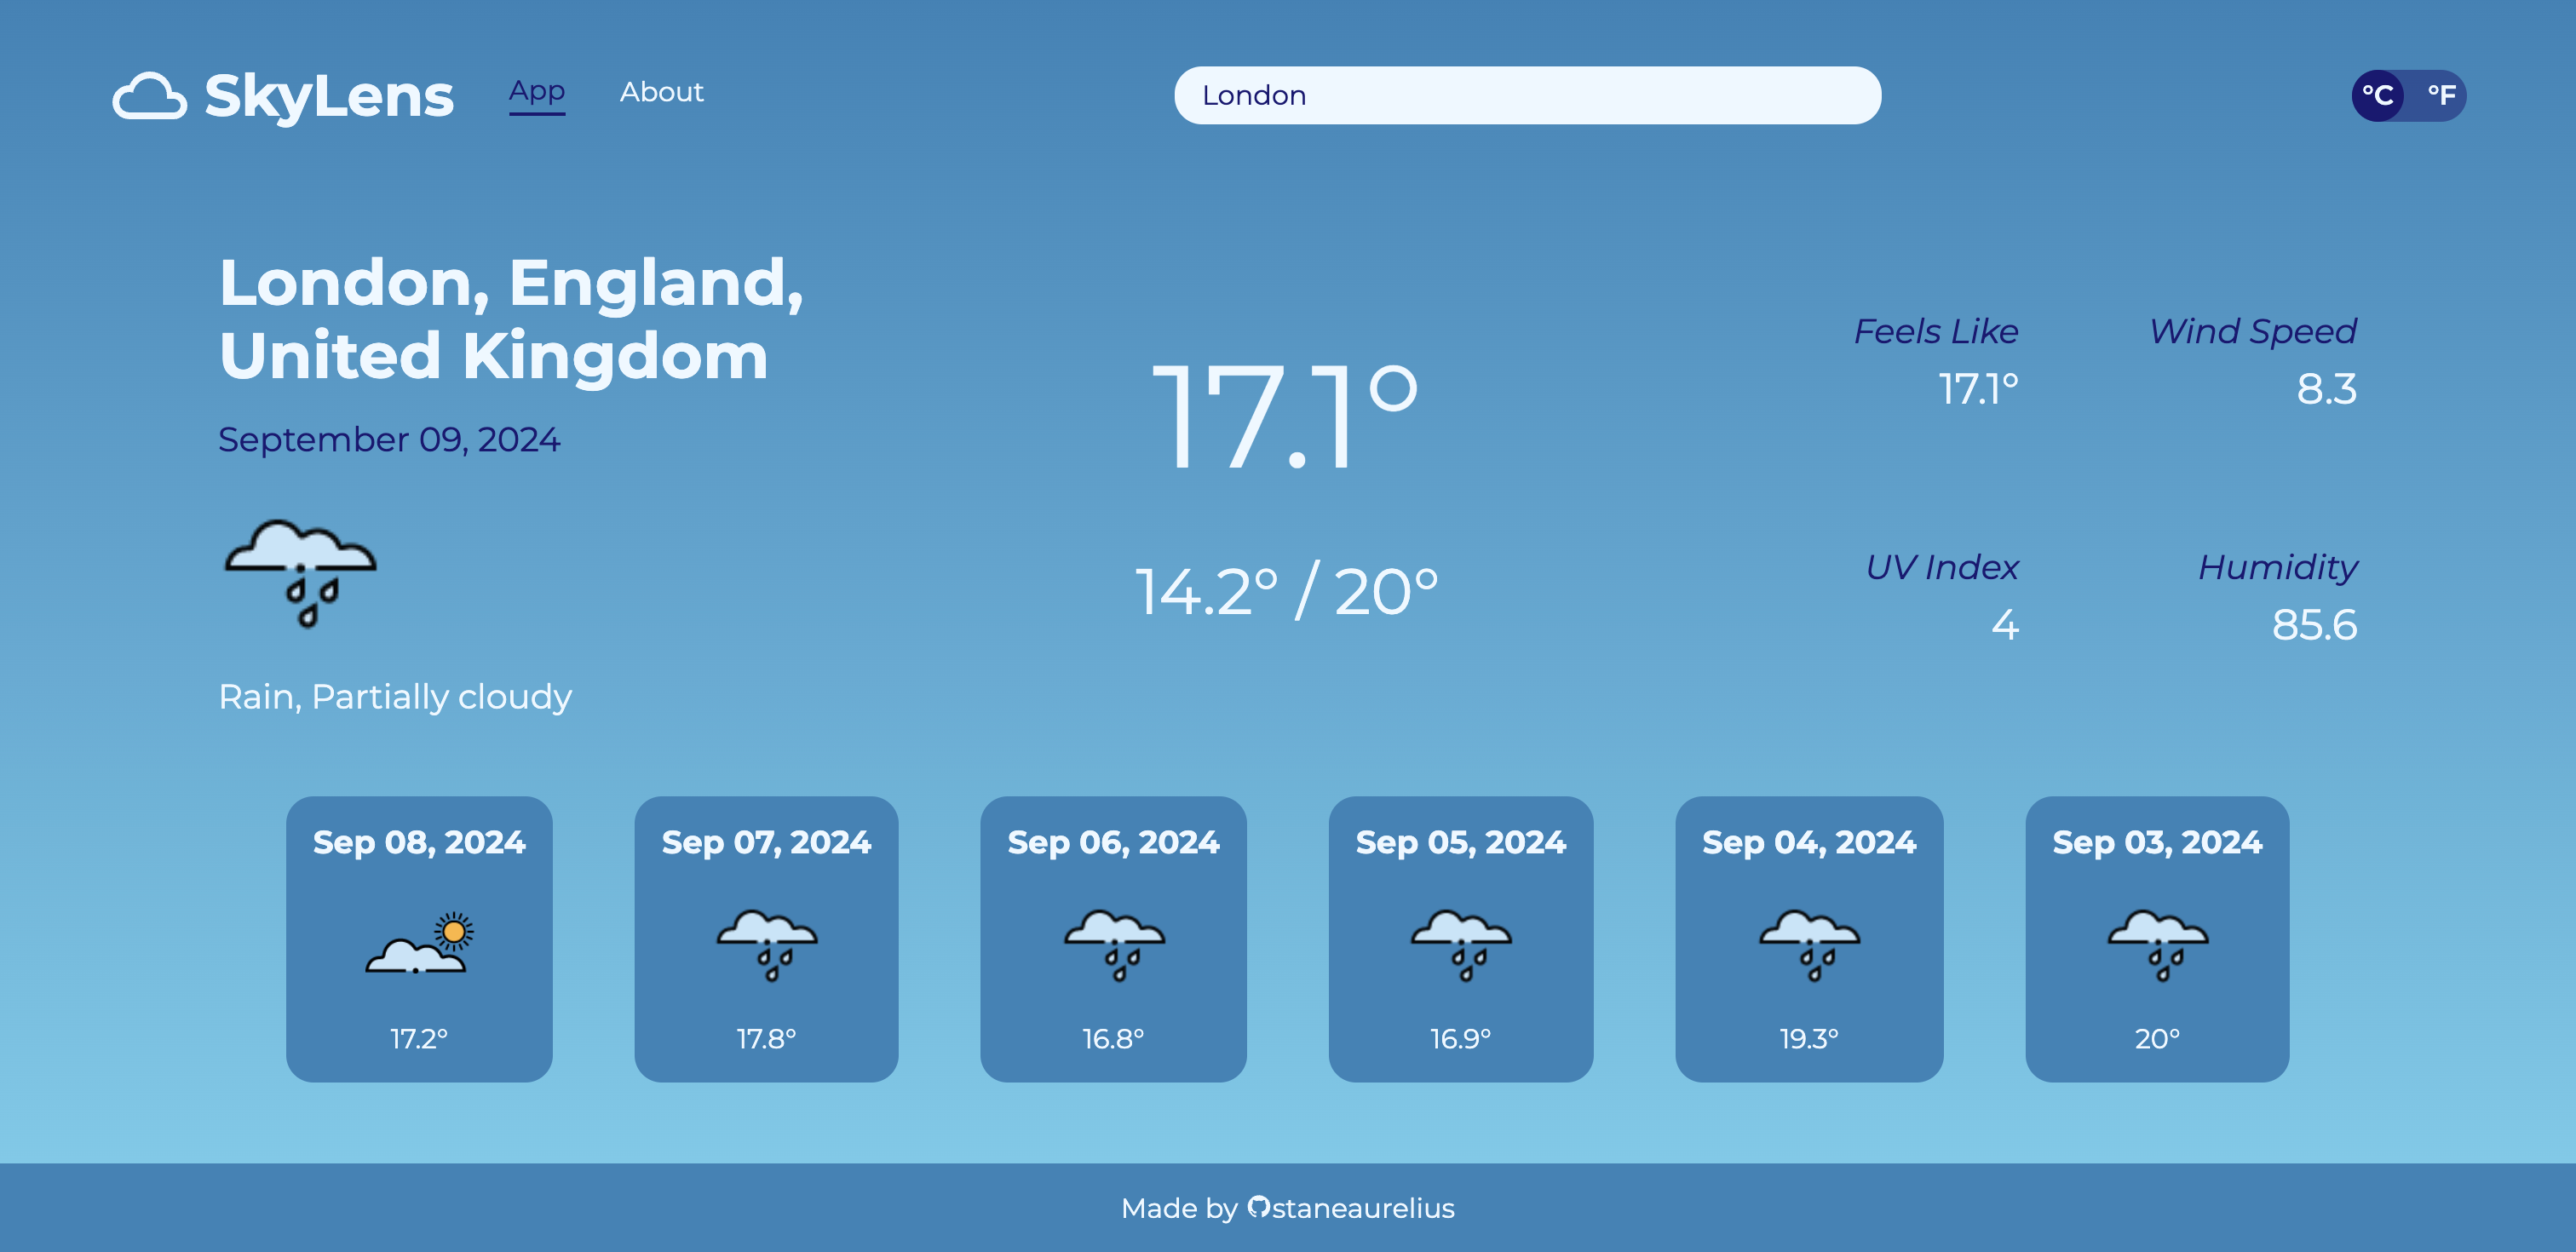 SkyLens
App
About
London
°C
°F
London, England,
United Kingdom
September 09, 2024
Rain, Partially cloudy
17.1°
14.2° / 20°
Feels Like
17.1°
Wind Speed
8.3
UV Index
4
Humidity
85.6
Sep 08, 2024
17.2°
Sep 07, 2024
17.8°
Sep 06, 2024
16.8°
Sep 05, 2024
16.9°
Sep 04, 2024
19.3°
Sep 03, 2024
20°
Made by staneaurelius